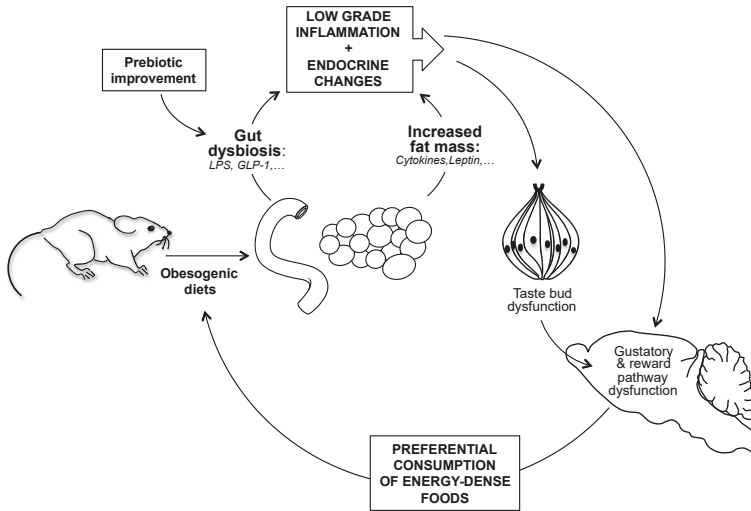 LOW GRADE
INFLAMMATION
+
ENDOCRINE
CHANGES
Prebiotic
improvement
Gut
dysbiosis:
LPS, GLP-1,...
Increased
fat mass:
Cytokines,Leptin,...
Obesogenic
diets
Taste bud
dysfunction
Gustatory
& reward
pathway
dysfunction
PREFERENTIAL
CONSUMPTION
OF ENERGY-DENSE
FOODS